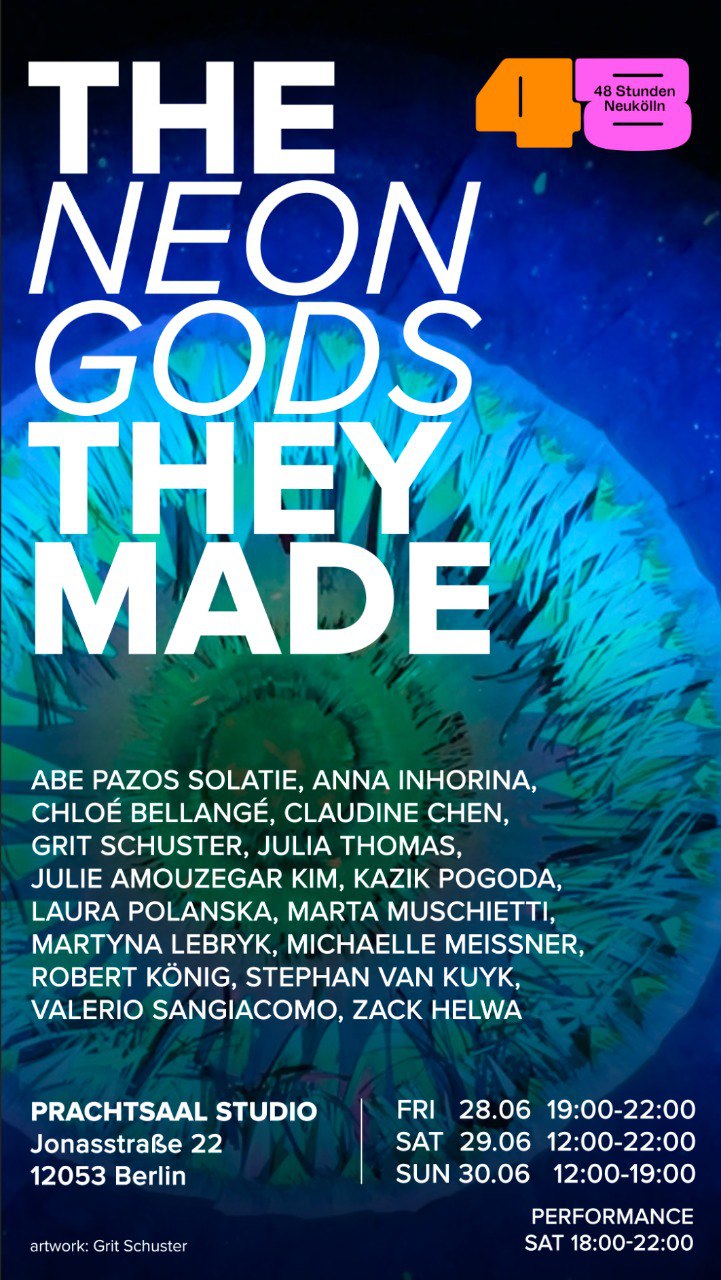 THE
NEON
GODS
THEY
MADE
48
48 Stunden
Neukölln
ABE PAZOS SOLATIE, ANNA INHORINA,
CHLOÉ BELLANGÉ, CLAUDINE CHEN,
GRIT SCHUSTER, JULIA THOMAS,
JULIE AMOUZEGAR KIM, KAZIK POGODA,
LAURA POLANSKA, MARTA MUSCHIETTI,
MARTYNA LEBRYK, MICHAELLE MEISSNER,
ROBERT KÖNIG, STEPHAN VAN KUYK,
VALERIO SANGIACOMO, ZACK HELWA
PRACHTSAAL STUDIO
Jonasstraße 22
12053 Berlin
FRI 28.06 19:00-22:00
SAT 29.06 12:00-22:00
SUN 30.06 12:00-19:00
PERFORMANCE
SAT 18:00-22:00
artwork: Grit Schuster